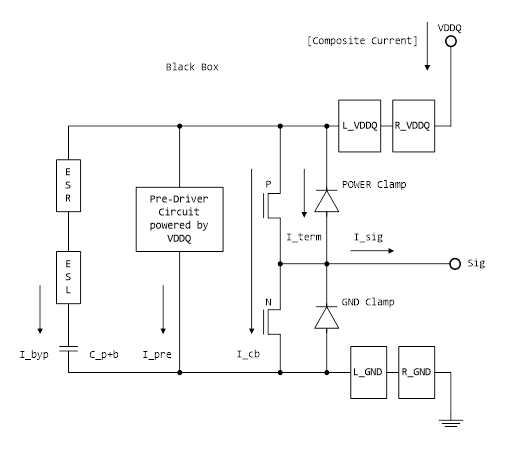 VDDQ
[Composite Current]
Black Box
L_VDDQ
R_VDDQ
E
S
R
P
POWER Clamp
Pre-Driver
Circuit
powered by
VDDQ
I_term
I_sig
Sig
E
S
L
N
GND Clamp
I_byp
C_p+b
I_pre
I_cb
L_GND
R_GND